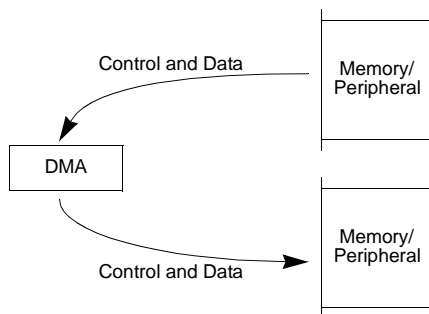 Control and Data
Memory/
Peripheral
DMA
Memory/
Peripheral
Control and Data